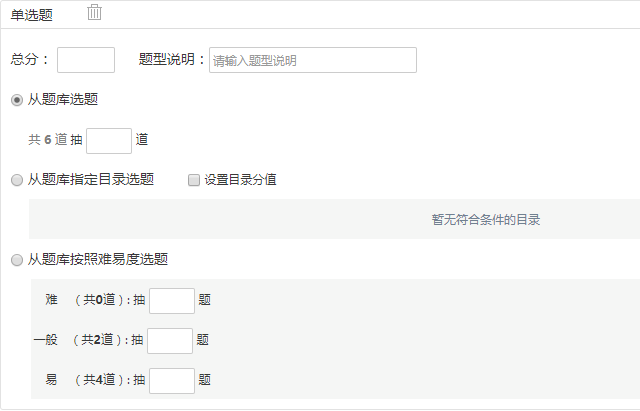 单选题
总分： 题型说明：请输入题型说明
从题库选题
共 6 道 抽 道
从题库指定目录选题 设置目录分值
暂无符合条件的目录
从题库按照难易度选题
难 （共0道）: 抽 题
一般 （共2道）: 抽 题
易 （共4道）: 抽 题